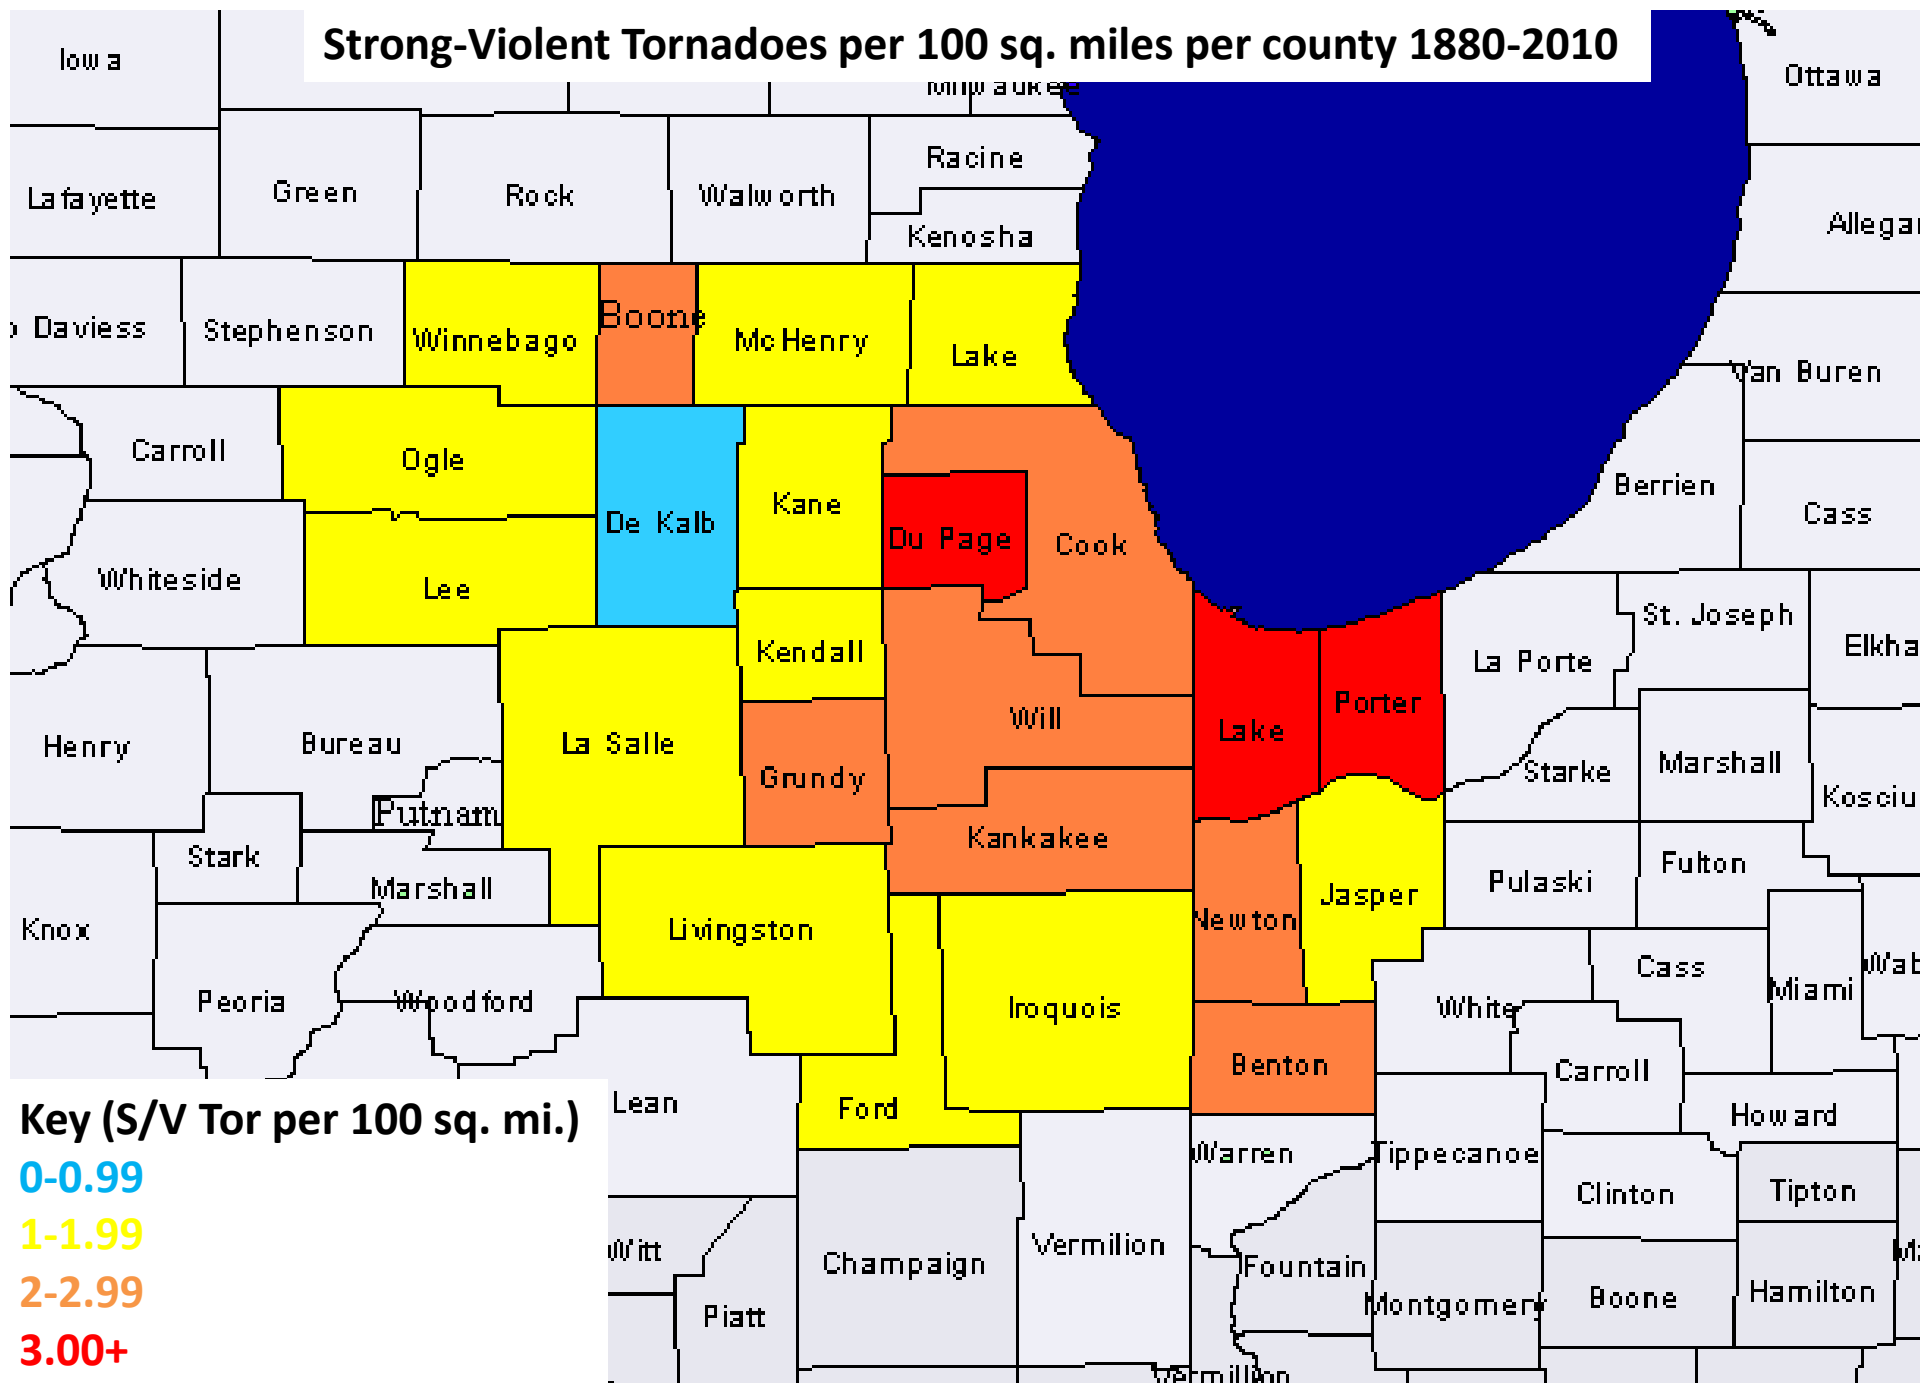 Strong-Violent Tornadoes per 100 sq. miles per county 1880-2010
Iowa
Ottawa
Milwaukee
Racine
Lafayette
Green
Rock
Walworth
Kenosha
Allegan
Daviess
Stephenson
Winnebago
Boone
McHenry
Lake
Van Buren
Carroll
Ogle
Kane
Berrien
Cass
De Kalb
Du Page
Cook
Whiteside
Lee
St. Joseph
Elkha
Kendall
La Porte
Henry
Bureau
La Salle
Will
Lake
Porter
Grundy
Starke
Marshall
Kosciu
Putnam
Kankakee
Stark
Marshall
Jasper
Pulaski
Fulton
Knox
Livingston
Newton
Cass
Wab
Peoria
Woodford
Iroquois
White
Miami
Benton
Carroll
Lean
Ford
Howard
Key (S/V Tor per 100 sq. mi.)
0-0.99
1-1.99
2-2.99
3.00+
Warren
Tippecanoe
Clinton
Tipton
Witt
Champaign
Vermilion
Fountain
Piatt
Montgomery
Boone
Hamilton
Vermillion